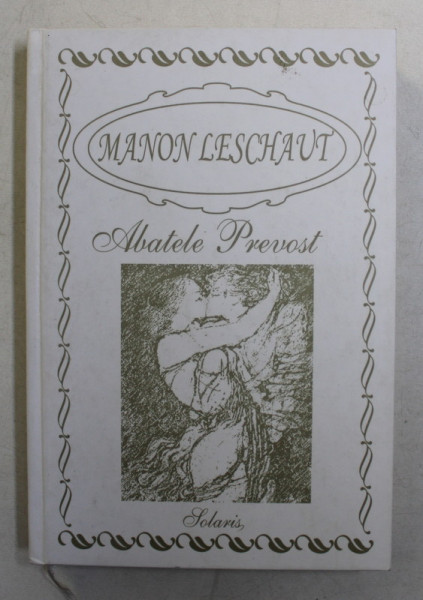 MANON LESCHAUT
Abatele Prevost
Solaris,